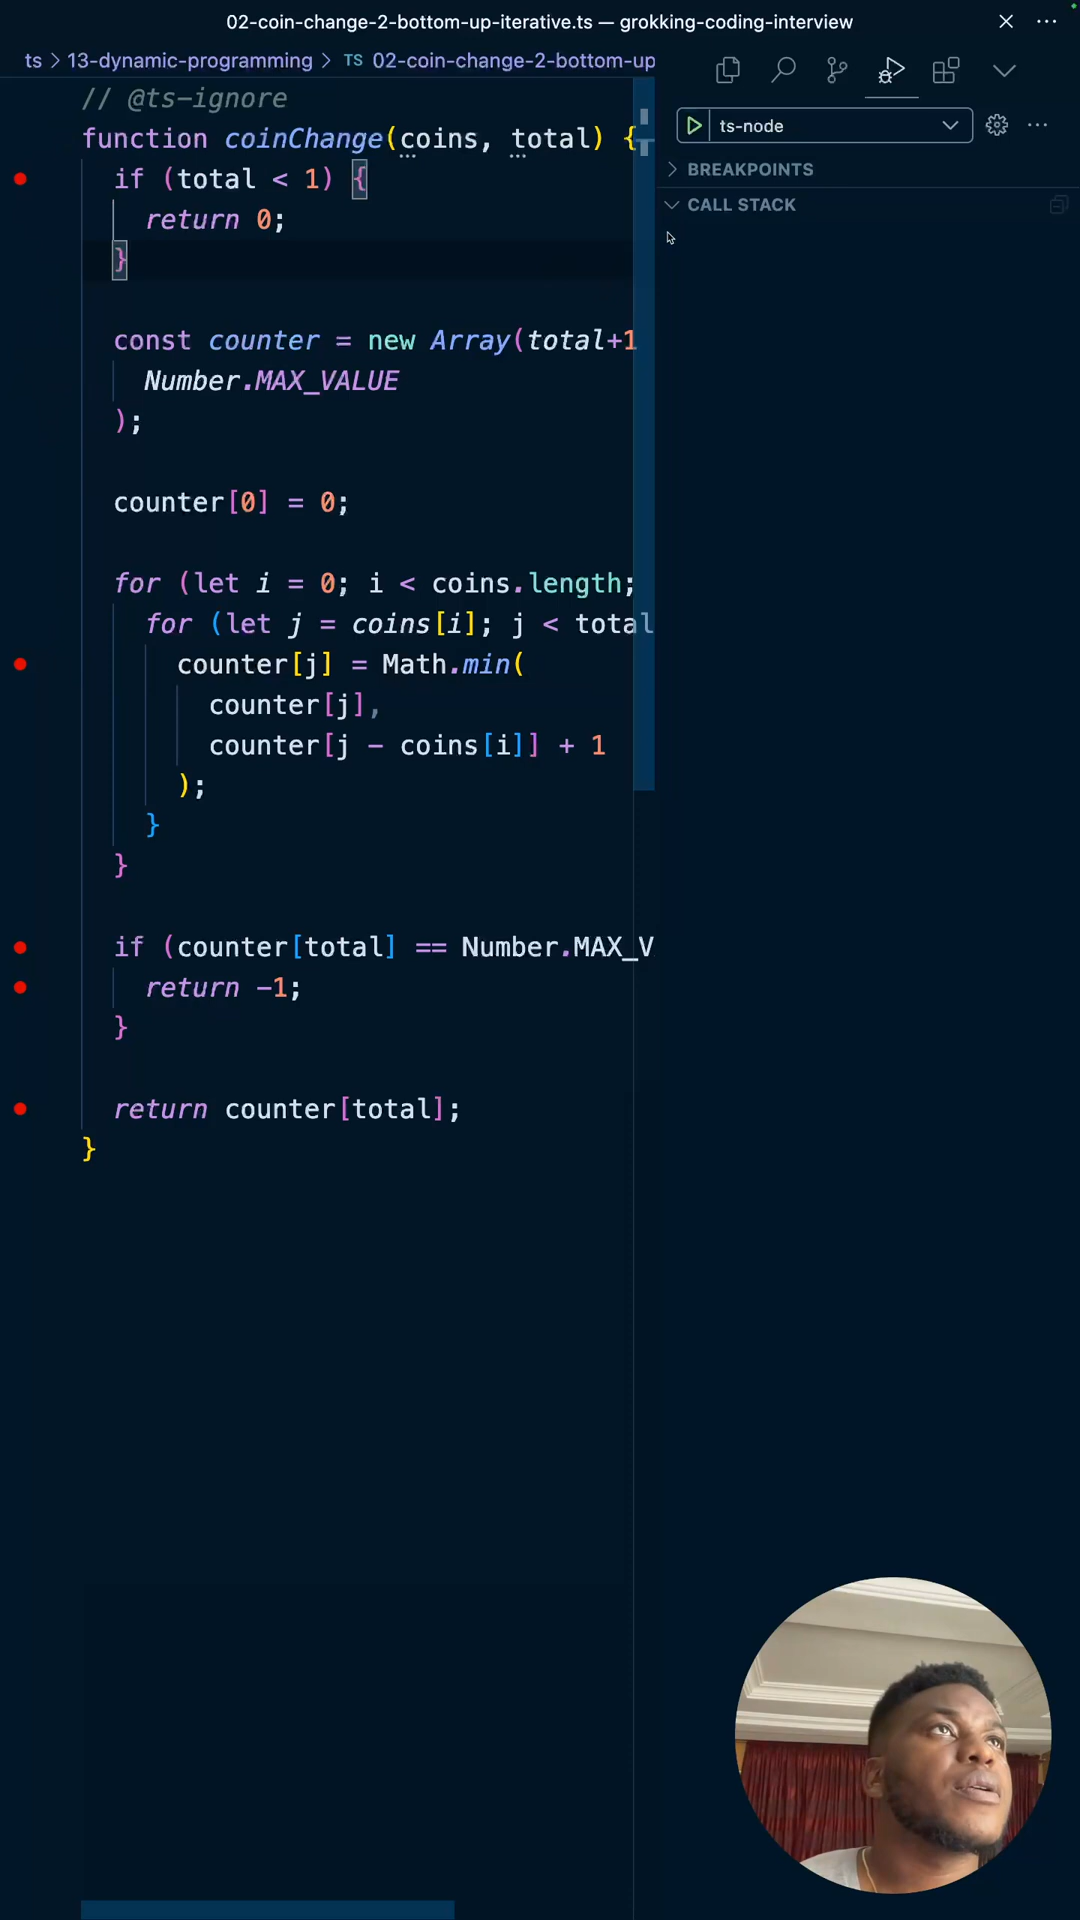 02-coin-change-2-bottom-up-iterative.ts — grokking-coding-interview
ts > 13-dynamic-programming > TS 02-coin-change-2-bottom-up
ts-node
BREAKPOINTS
CALL STACK
// @ts-ignore
function coinChange(coins, total) {
if (total < 1) {
return 0;
}
const counter = new Array(total+1
Number.MAX_VALUE
);
counter[0] = 0;
for (let i = 0; i < coins.length;
for (let j = coins[i]; j < total
counter[j] = Math.min(
counter[j],
counter[j - coins[i]] + 1
);
}
}
if (counter[total] == Number.MAX_V
return -1;
}
return counter[total];
}